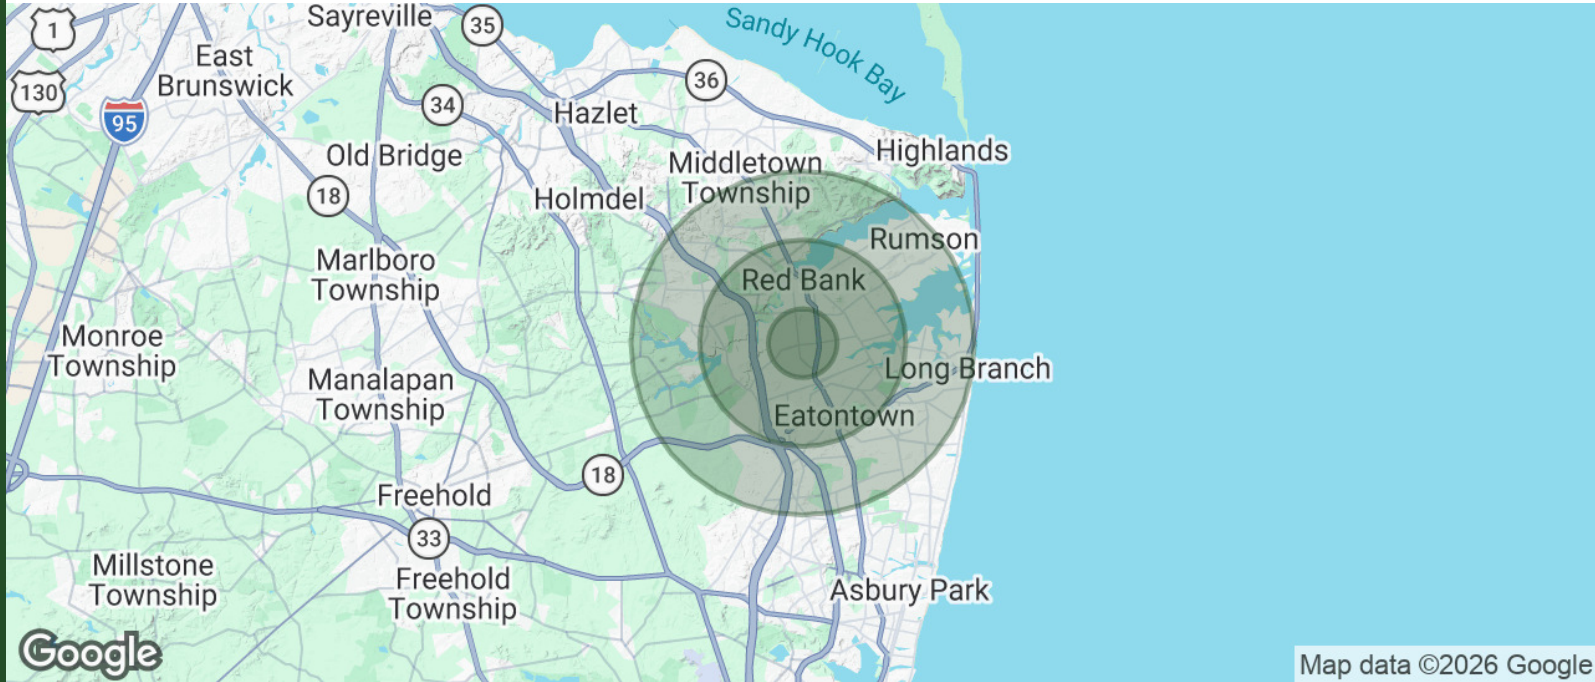 Sayreville
35
Sandy Hook Bay
1
East
Brunswick
36
130
34
95
Hazlet
Old Bridge
Highlands
Middletown
Township
18
Holmdel
Rumson
Marlboro
Township
Red Bank
Monroe
Township
Long Branch
Manalapan
Township
Eatontown
18
Freehold
33
Millstone
Township
Freehold
Township
Asbury Park
Google
Map data ©2026 Google